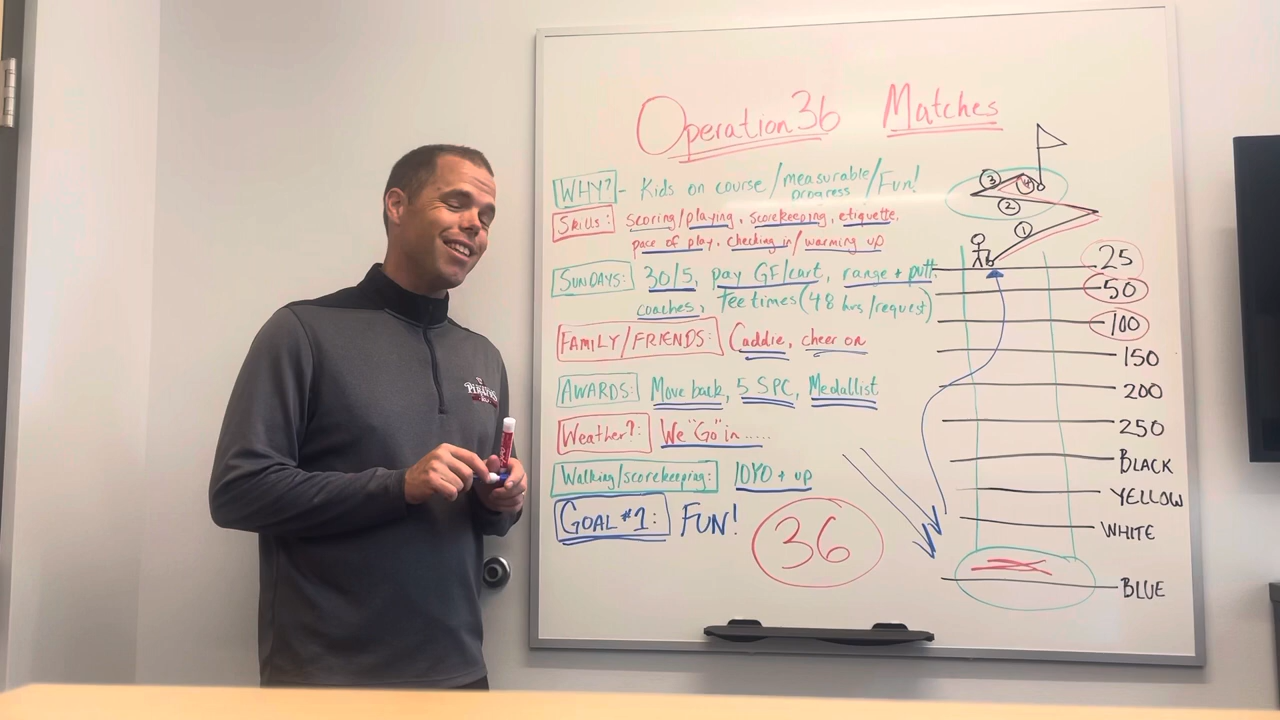 Operation 36 Matches
WHY? - Kids on course/measurable progress/Fun!
Skills: scoring/playing, scorekeeping, etiquette,
pace of play, checking in/warming up
SUNDAYS: 30/5, pay GF/cart, range + putt,
coaches, Tee times (48 hrs/request)
FAMILY/FRIENDS: Caddie, cheer on
AWARDS: Move back, 5 SPC, Medallist
Weather?: We "Go" in.....
Walking/scorekeeping: 10YO + up
GOAL #1: FUN!
36
3
4
2
1
25
50
100
150
200
250
BLACK
YELLOW
WHITE
BLUE